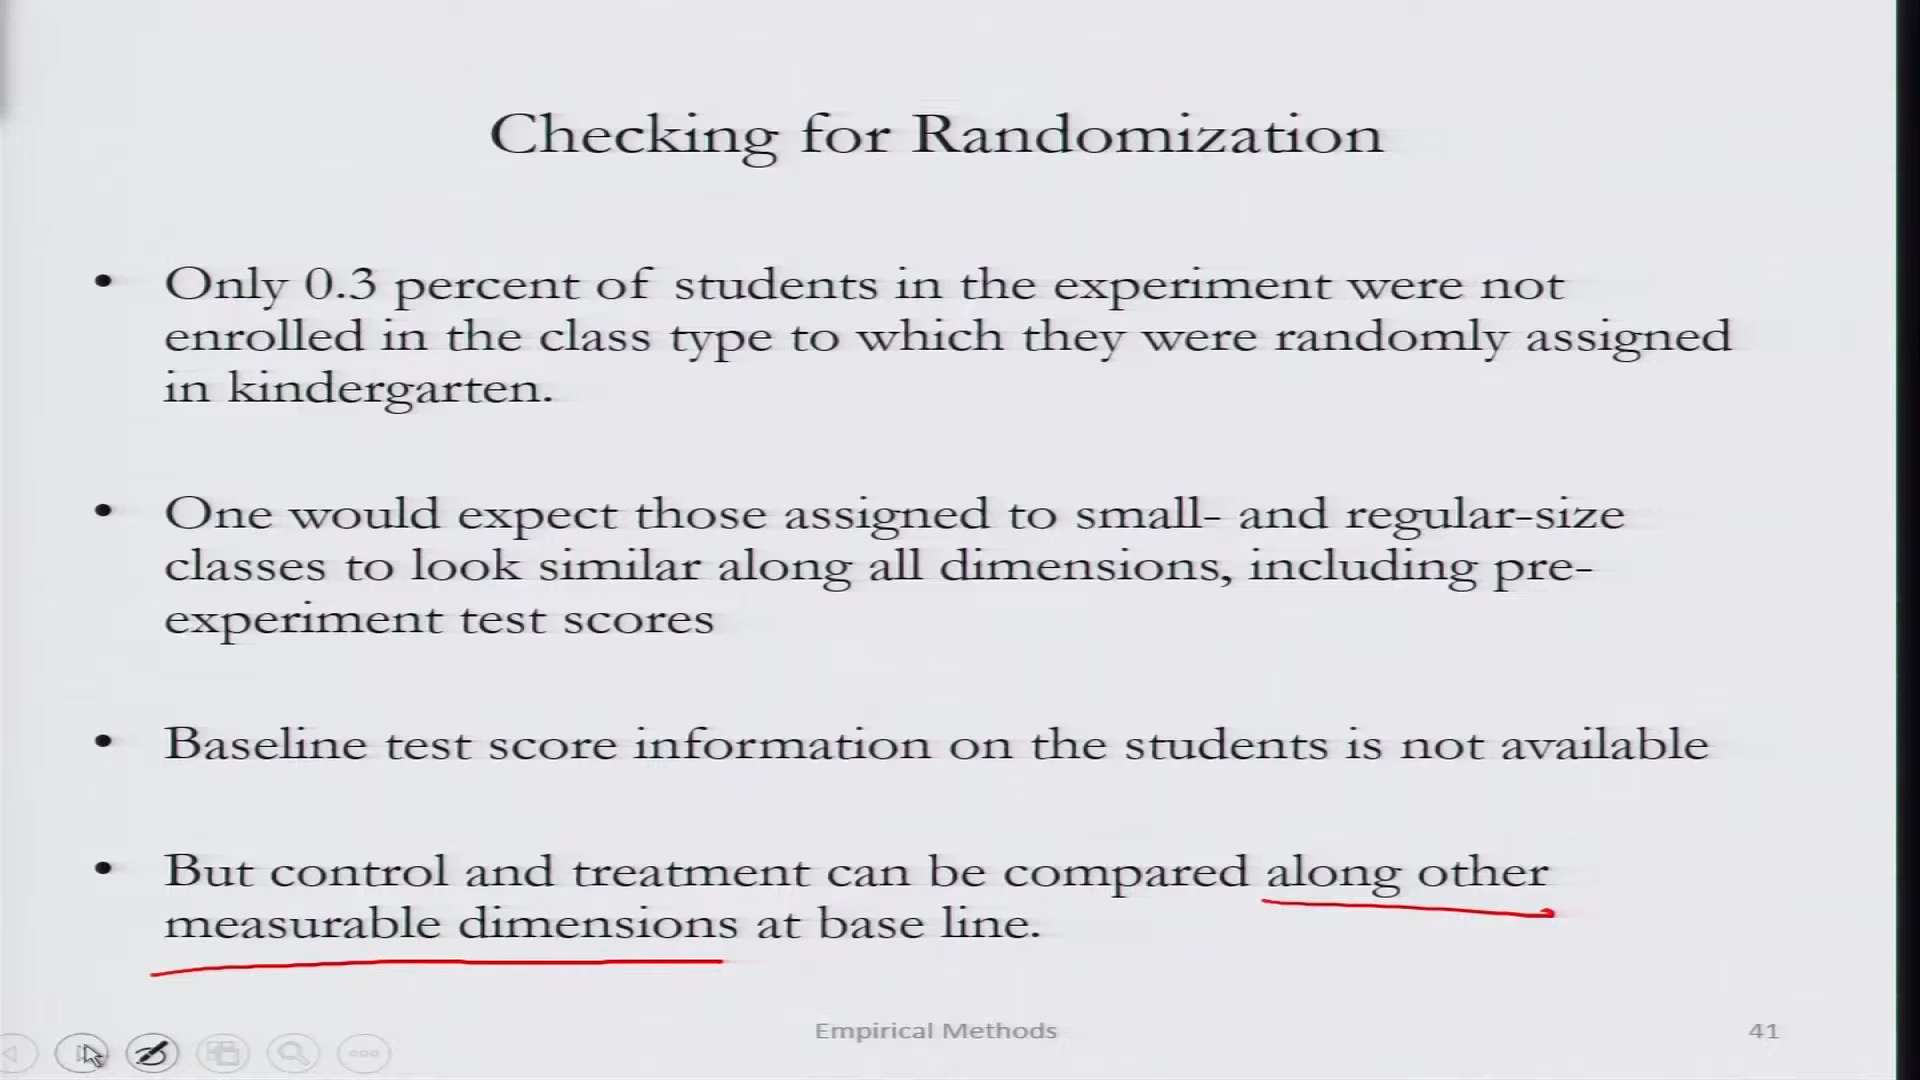 Checking for Randomization
• Only 0.3 percent of students in the experiment were not
enrolled in the class type to which they were randomly assigned
in kindergarten.
• One would expect those assigned to small- and regular-size
classes to look similar along all dimensions, including pre-
experiment test scores
• Baseline test score information on the students is not available
• But control and treatment can be compared along other
measurable dimensions at base line.
Empirical Methods
41